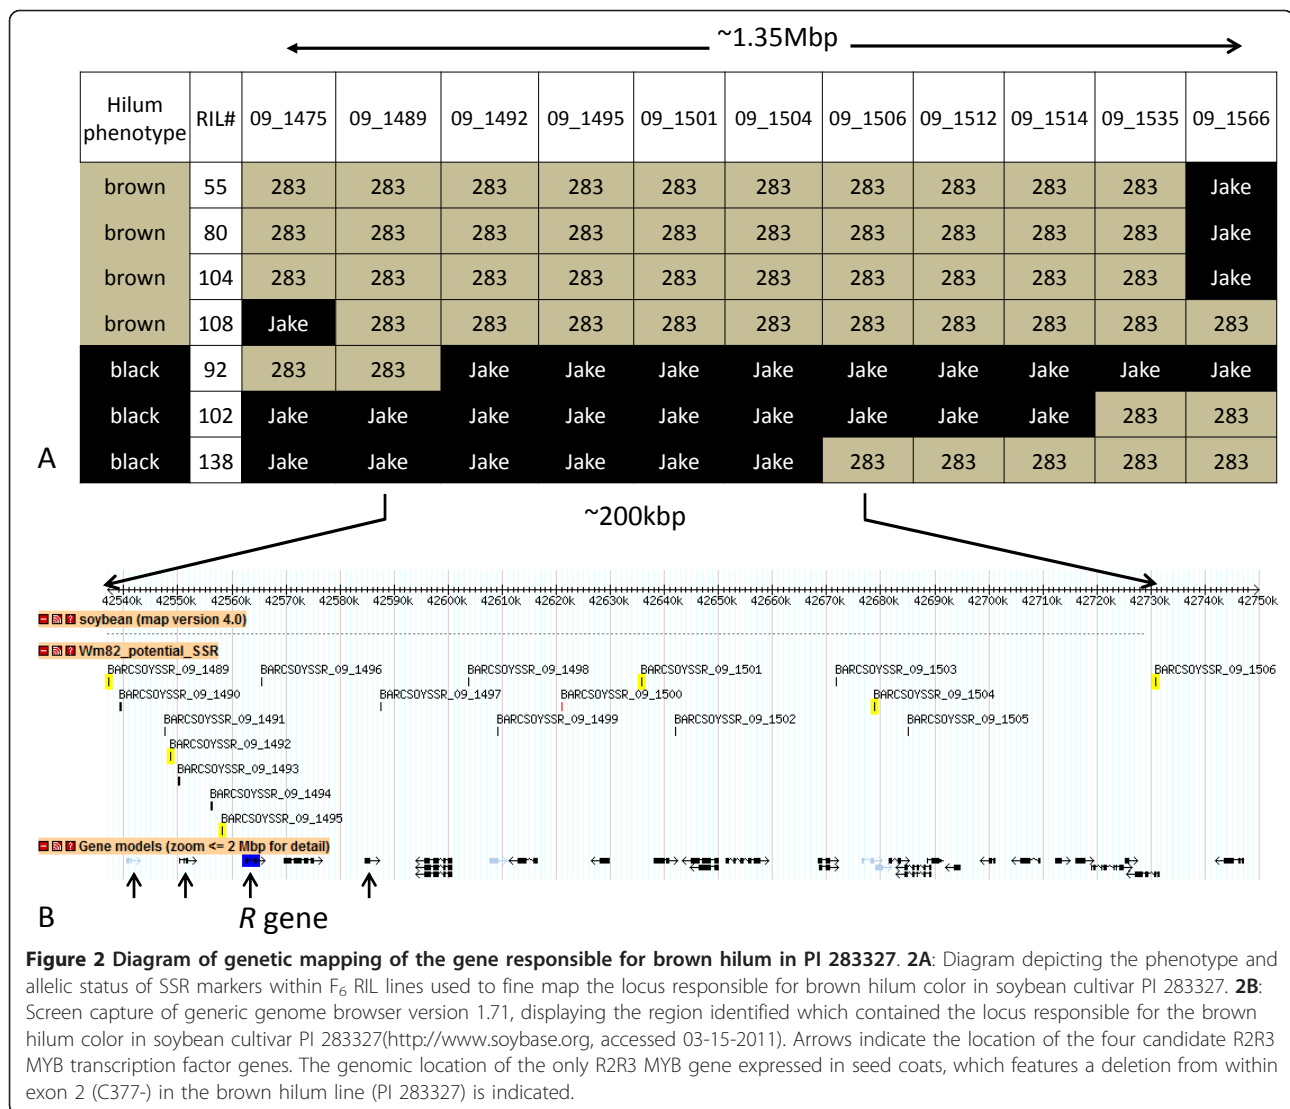 ~1.35Mbp
Hilum phenotype RIL# 09_1475 09_1489 09_1492 09_1495 09_1501 09_1504 09_1506 09_1512 09_1514 09_1535 09_1566
brown 55 283 283 283 283 283 283 283 283 283 283 Jake
brown 80 283 283 283 283 283 283 283 283 283 283 Jake
brown 104 283 283 283 283 283 283 283 283 283 283 Jake
brown 108 Jake 283 283 283 283 283 283 283 283 283 283
black 92 283 283 Jake Jake Jake Jake Jake Jake Jake Jake Jake
black 102 Jake Jake Jake Jake Jake Jake Jake Jake Jake 283 283
black 138 Jake Jake Jake Jake Jake Jake 283 283 283 283 283
A
~200kbp
42540k 42550k 42560k 42570k 42580k 42590k 42600k 42610k 42620k 42630k 42640k 42650k 42660k 42670k 42680k 42690k 42700k 42710k 42720k 42730k 42740k 42750k
soybean (map version 4.0)
Wm82_potential_SSR
BARCSOYSSR_09_1489 BARCSOYSSR_09_1496 BARCSOYSSR_09_1498 BARCSOYSSR_09_1501 BARCSOYSSR_09_1503 BARCSOYSSR_09_1506
BARCSOYSSR_09_1490 BARCSOYSSR_09_1497 BARCSOYSSR_09_1500 BARCSOYSSR_09_1504
BARCSOYSSR_09_1491 BARCSOYSSR_09_1499 BARCSOYSSR_09_1502 BARCSOYSSR_09_1505
BARCSOYSSR_09_1492
BARCSOYSSR_09_1493
BARCSOYSSR_09_1494
BARCSOYSSR_09_1495
Gene models (zoom <= 2 Mbp for detail)
B
R gene
Figure 2 Diagram of genetic mapping of the gene responsible for brown hilum in PI 283327. 2A: Diagram depicting the phenotype and
allelic status of SSR markers within F6 RIL lines used to fine map the locus responsible for brown hilum color in soybean cultivar PI 283327. 2B:
Screen capture of generic genome browser version 1.71, displaying the region identified which contained the locus responsible for the brown
hilum color in soybean cultivar PI 283327(http://www.soybase.org, accessed 03-15-2011). Arrows indicate the location of the four candidate R2R3
MYB transcription factor genes. The genomic location of the only R2R3 MYB gene expressed in seed coats, which features a deletion from within
exon 2 (C377-) in the brown hilum line (PI 283327) is indicated.